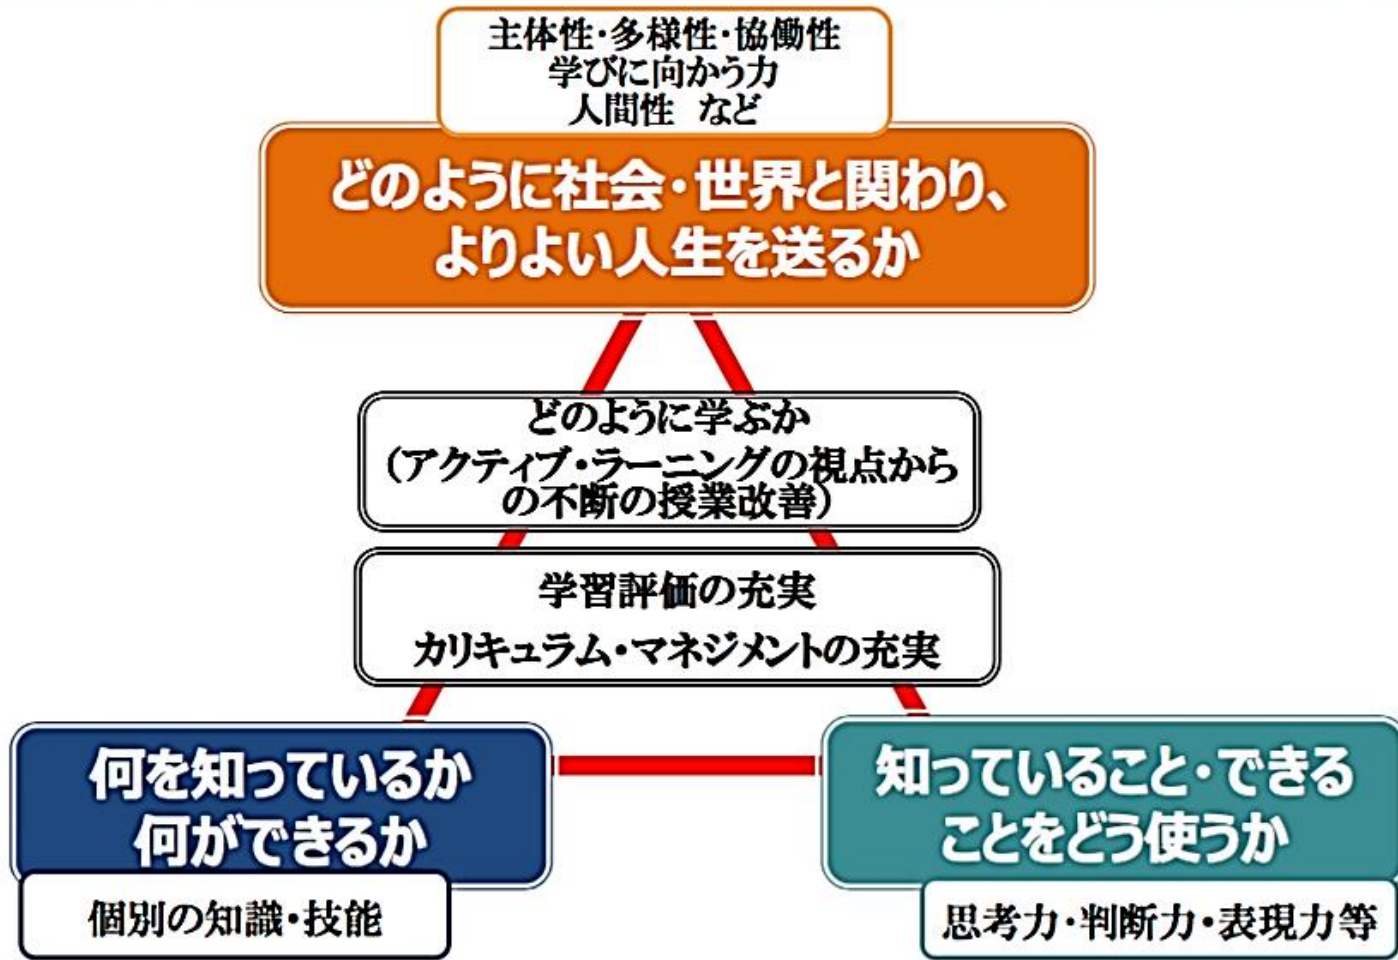 主体性・多様性・協働性
学びに向かう力
人間性 など
どのように社会・世界と関わり、
よりよい人生を送るか
どのように学ぶか
（アクティブ・ラーニングの視点から
の不断の授業改善）
学習評価の充実
カリキュラム・マネジメントの充実
何を知っているか
何ができるか
個別の知識・技能
知っていること・できる
ことをどう使うか
思考力・判断力・表現力等